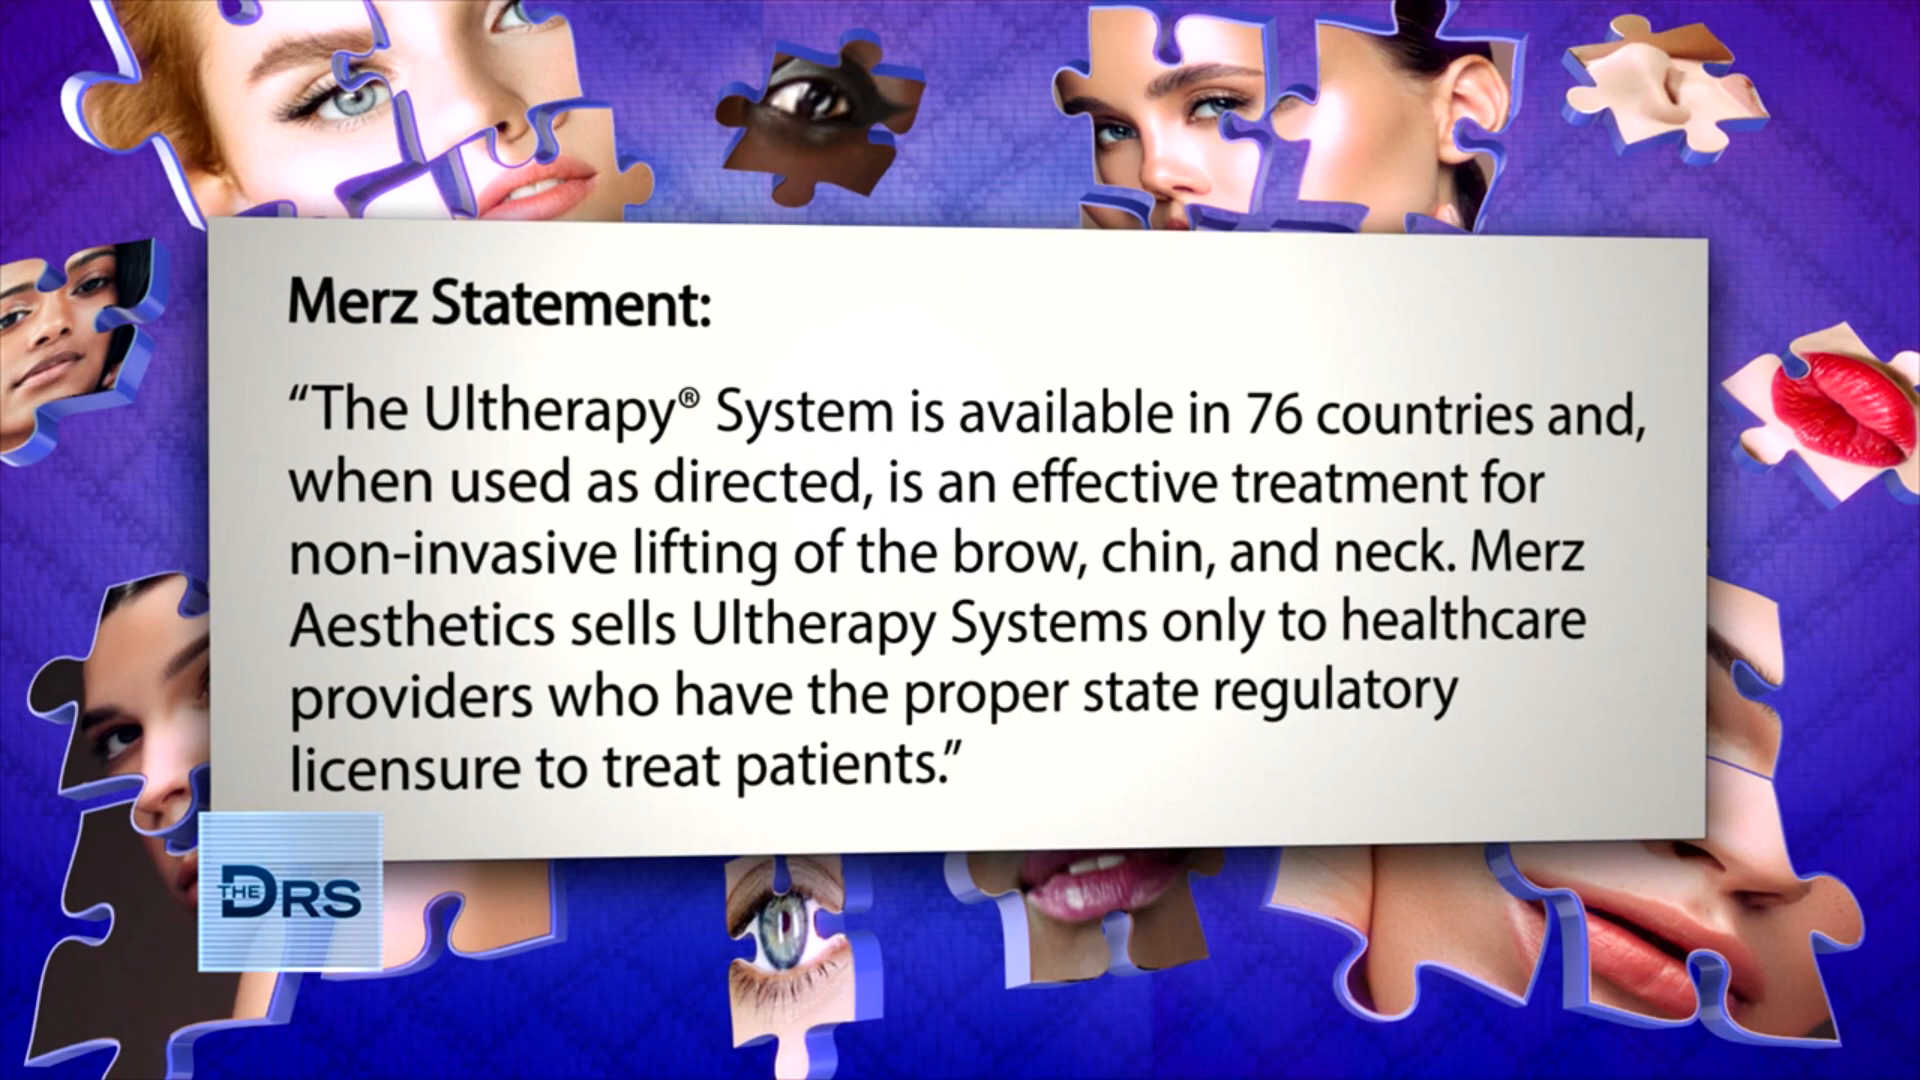 Merz Statement:
“The Ultherapy® System is available in 76 countries and,
when used as directed, is an effective treatment for
non-invasive lifting of the brow, chin, and neck. Merz
Aesthetics sells Ultherapy Systems only to healthcare
providers who have the proper state regulatory
licensure to treat patients.”
THE DRS